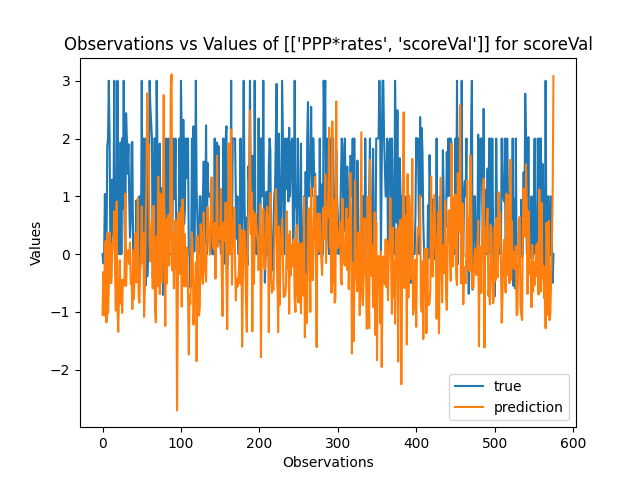 Observations vs Values of [['PPP*rates', 'scoreVal']] for scoreVal
3
2
1
0
−1
−2
Values
0
100
200
300
400
500
600
Observations
true
prediction